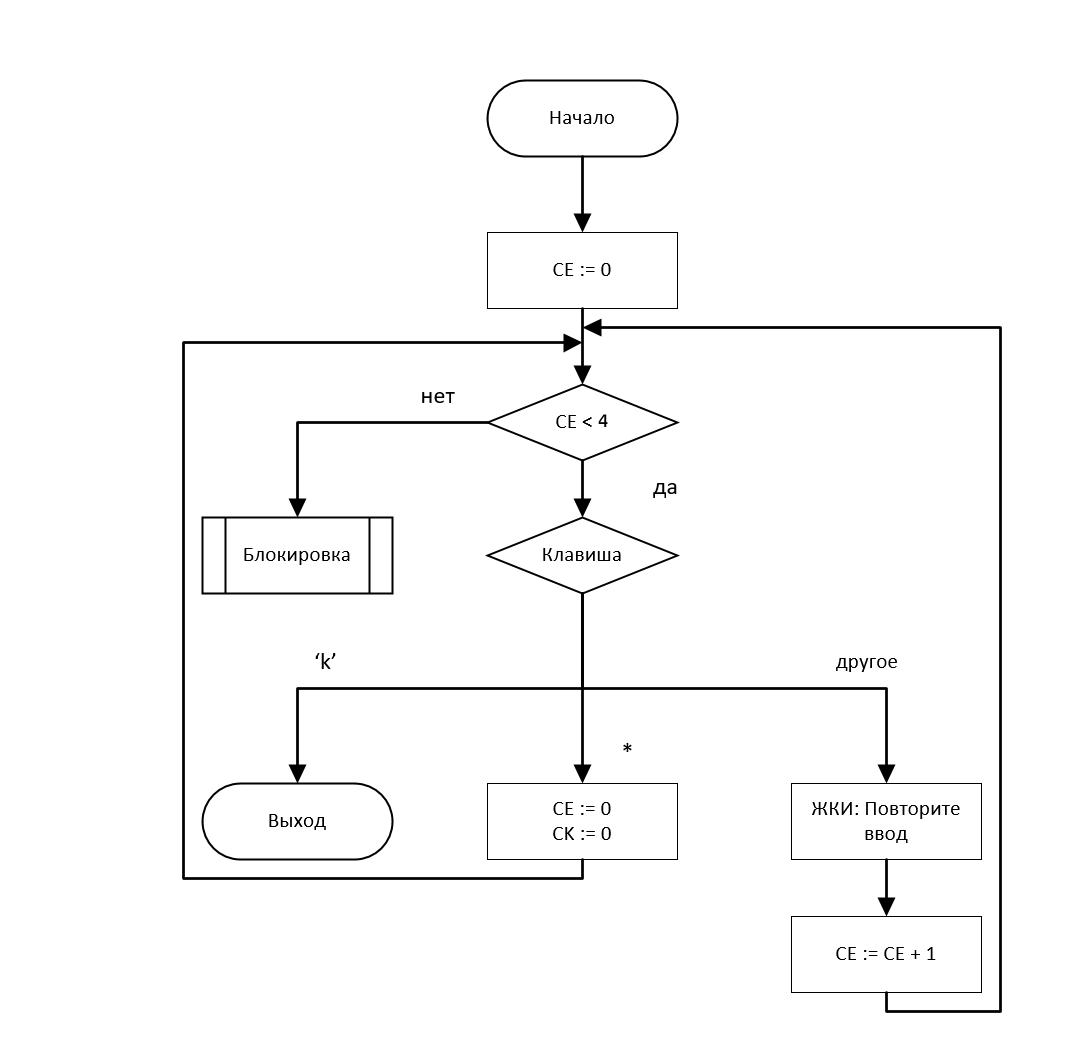 Начало
CE := 0
CE < 4
нет
да
Блокировка
Клавиша
‘k’
другое
*
Выход
CE := 0
CK := 0
ЖКИ: Повторите
ввод
CE := CE + 1